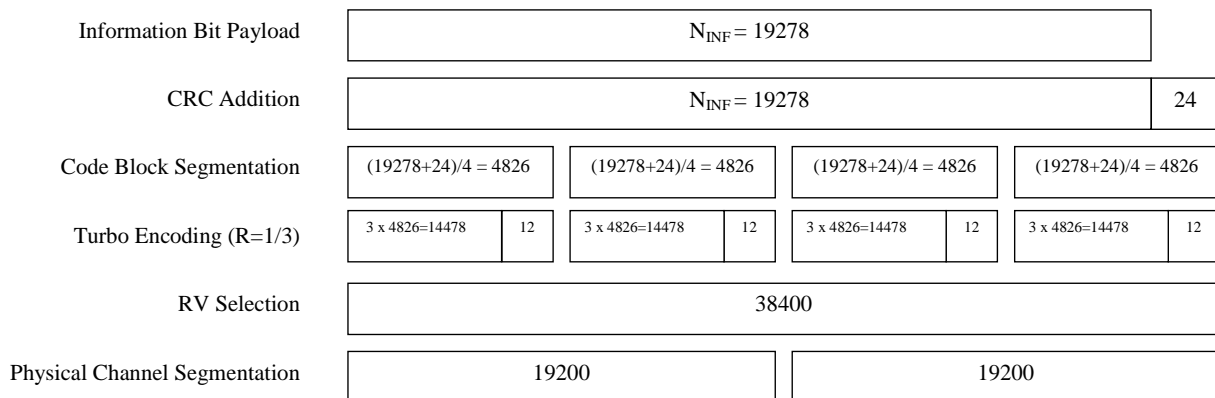 Information Bit Payload N_INF = 19278
CRC Addition N_INF = 19278 24
Code Block Segmentation (19278+24)/4 = 4826 (19278+24)/4 = 4826 (19278+24)/4 = 4826 (19278+24)/4 = 4826
Turbo Encoding (R=1/3) 3 x 4826=14478 12 3 x 4826=14478 12 3 x 4826=14478 12 3 x 4826=14478 12
RV Selection 38400
Physical Channel Segmentation 19200 19200